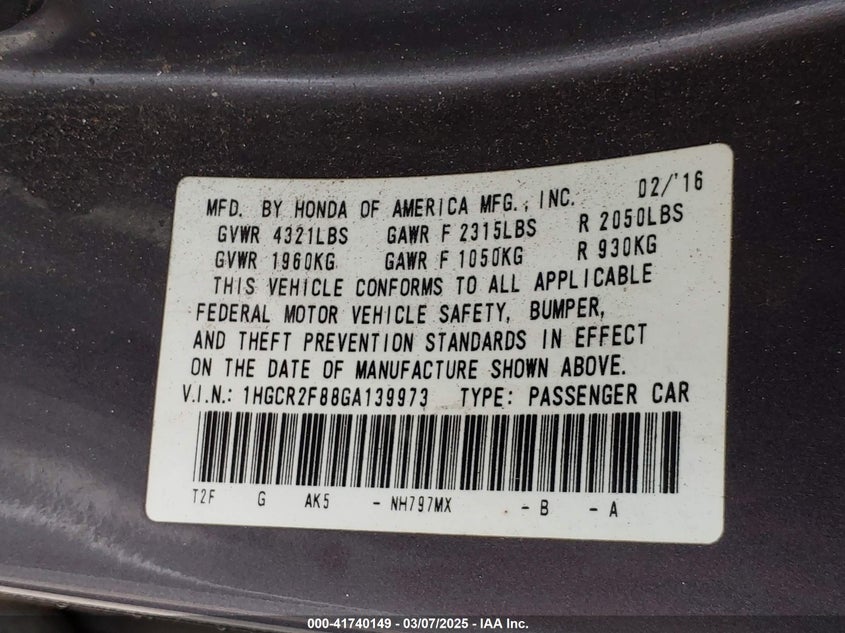 MFD. BY HONDA OF AMERICA MFG., INC. 02/'16
GVWR 4321LBS GAWR F 2315LBS R 2050LBS
GVWR 1960KG GAWR F 1050KG R 930KG
THIS VEHICLE CONFORMS TO ALL APPLICABLE
FEDERAL MOTOR VEHICLE SAFETY, BUMPER,
AND THEFT PREVENTION STANDARDS IN EFFECT
ON THE DATE OF MANUFACTURE SHOWN ABOVE.
V.I.N.: 1HGCR2F88GA139973 TYPE: PASSENGER CAR
T2F G AK5 - NH797MX - B - A
000-41740149 — 03/07/2025 - IAA Inc.